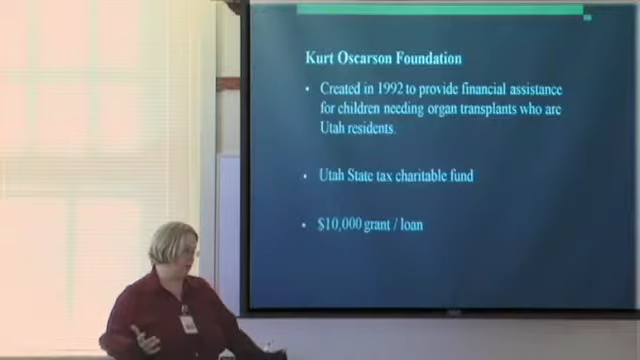 Kurt Oscarson Foundation
• Created in 1992 to provide financial assistance
for children needing organ transplants who are
Utah residents.
• Utah State tax charitable fund
• $10,000 grant / loan